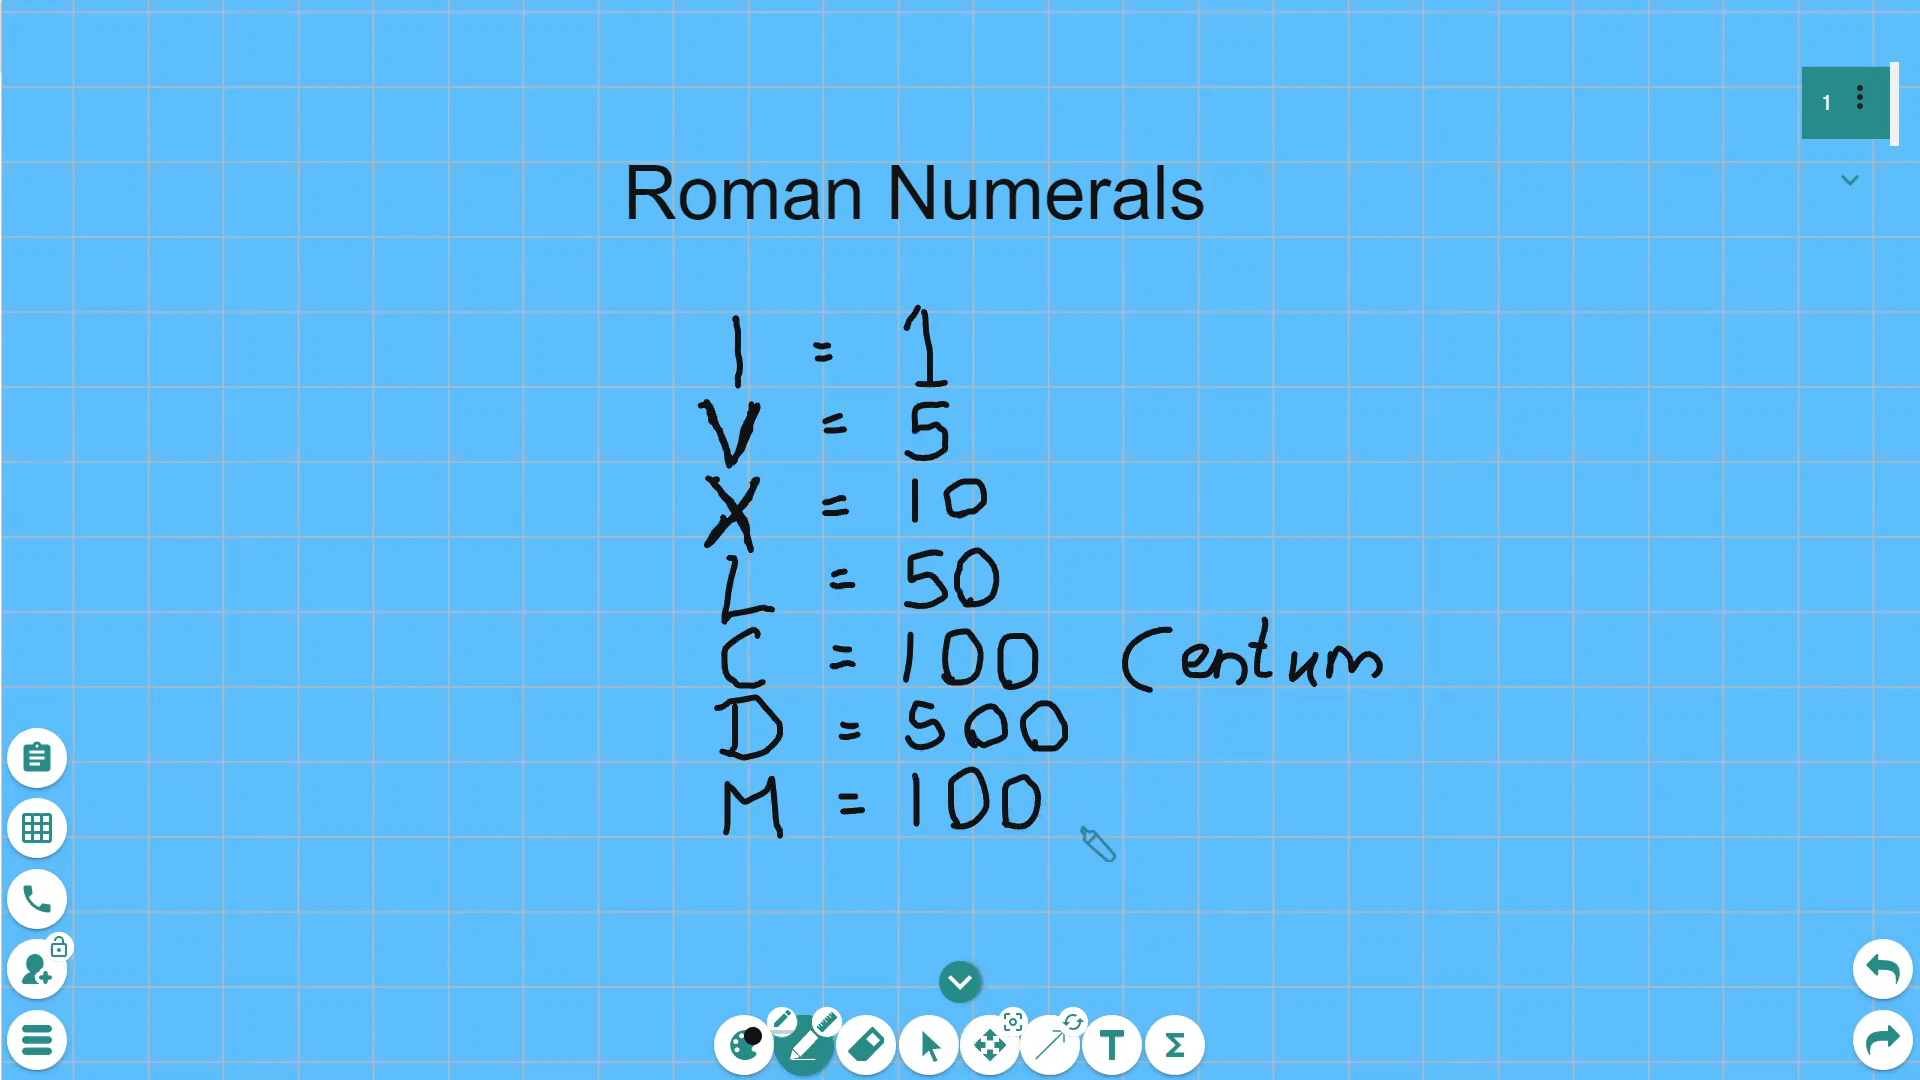 1
Roman Numerals
I = 1
V = 5
X = 10
L = 50
C = 100 Centum
D = 500
M = 100
T
Σ